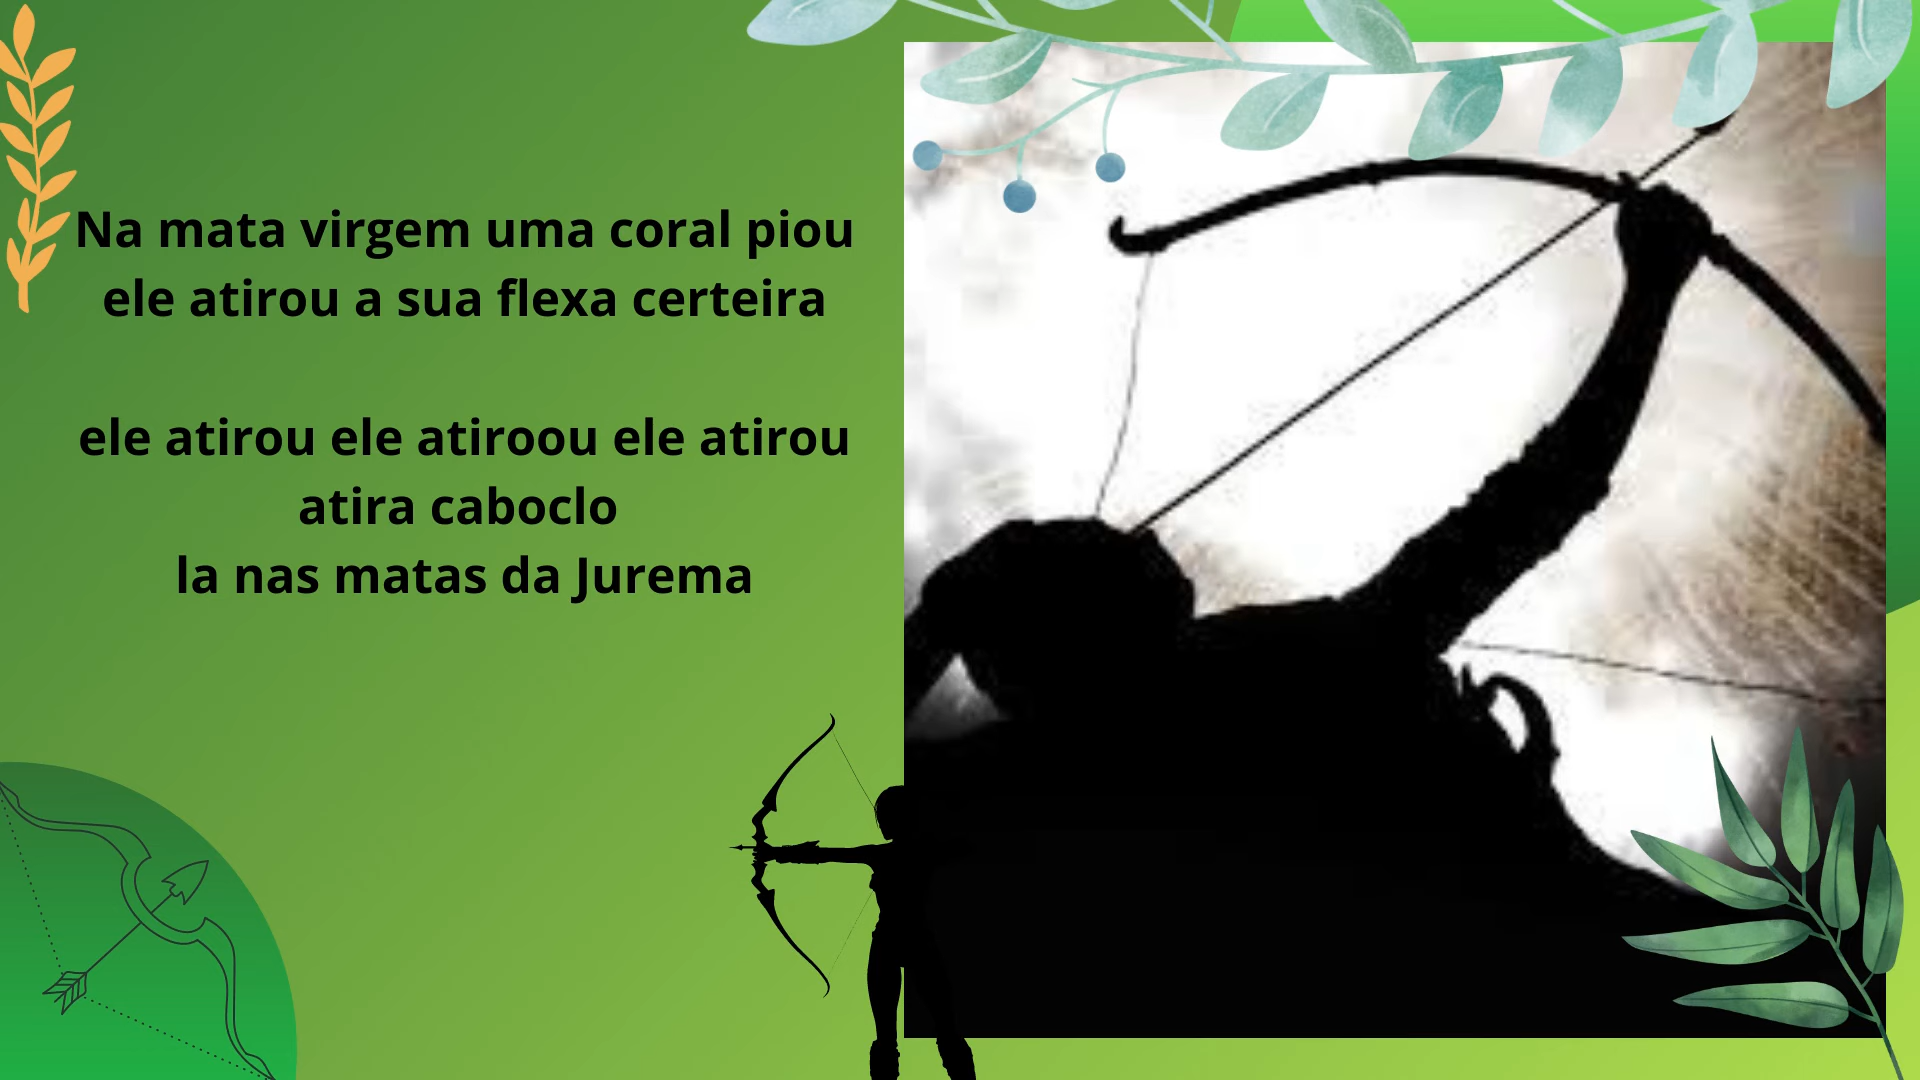 Na mata virgem uma coral piou
ele atirou a sua flexa certeira
ele atirou ele atiroou ele atirou
atira caboclo
la nas matas da Jurema